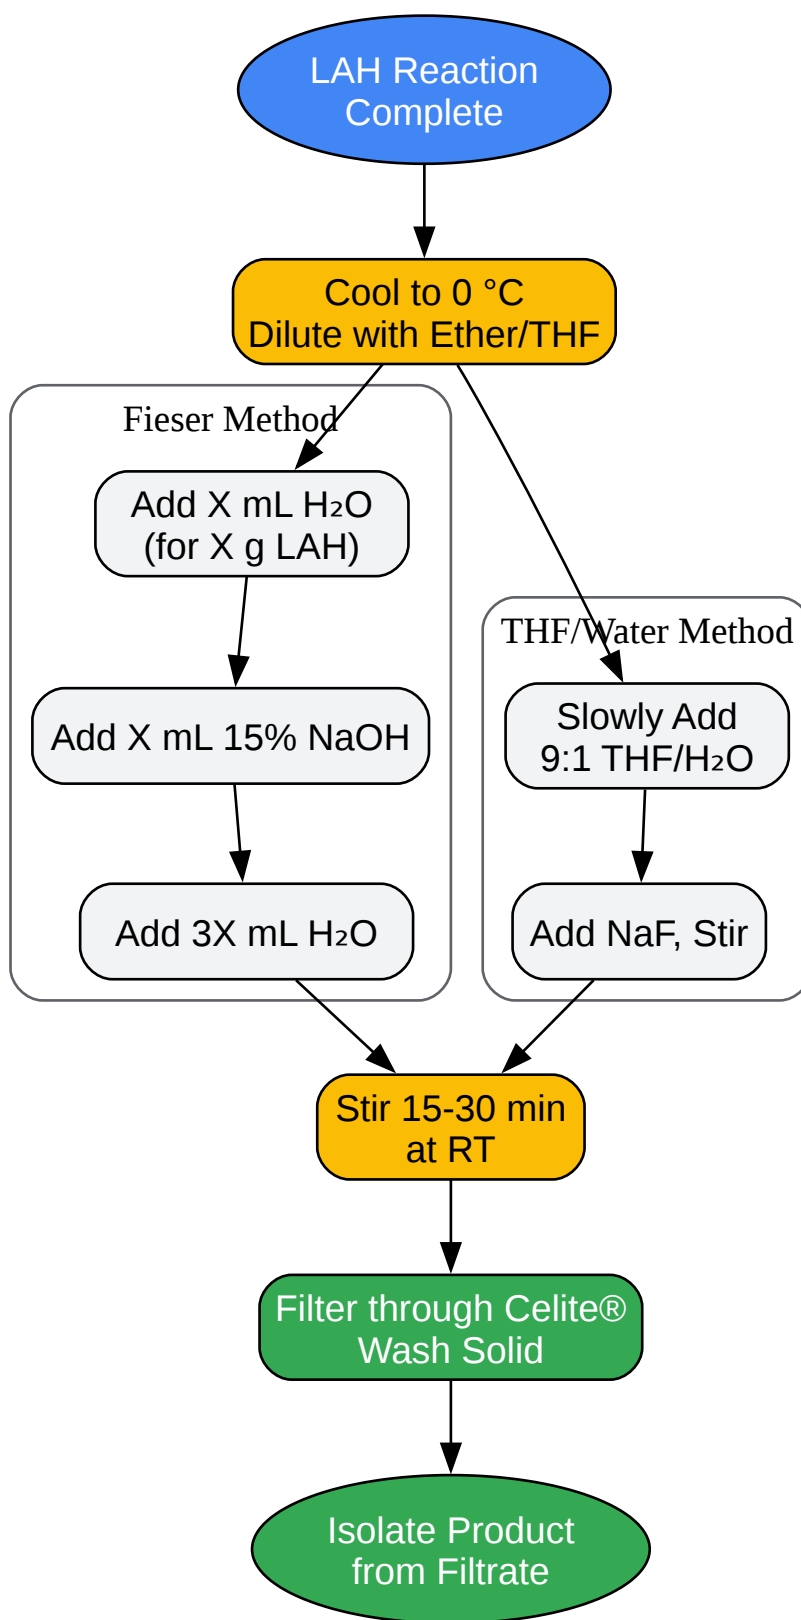 LAH Reaction
Complete
Cool to 0 °C
Dilute with Ether/THF
Fieser Method
Add X mL H₂O
(for X g LAH)
Add X mL 15% NaOH
Add 3X mL H₂O
THF/Water Method
Slowly Add
9:1 THF/H₂O
Add NaF, Stir
Stir 15-30 min
at RT
Filter through Celite®
Wash Solid
Isolate Product
from Filtrate